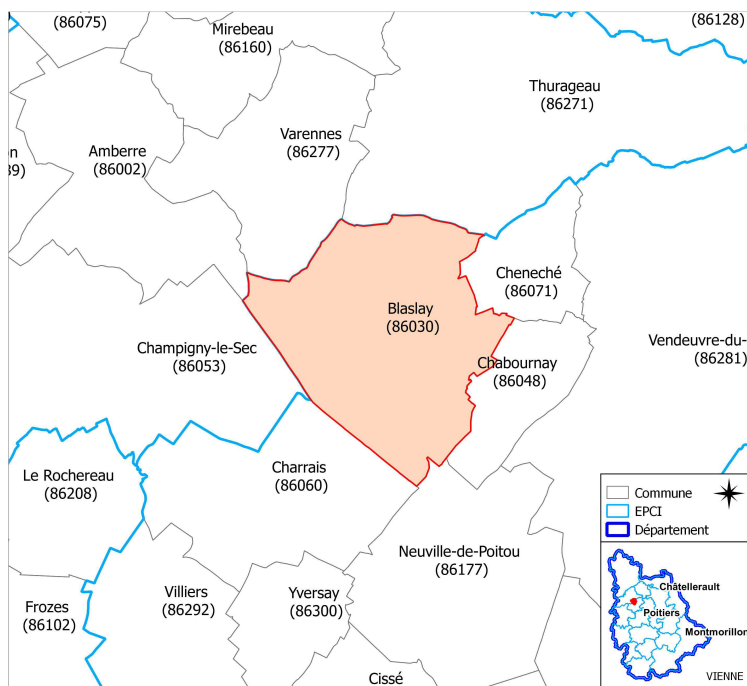 (86075)
Mirebeau
(86160)
(86128)
Thurageau
(86271)
Varennes
(86277)
Amberre
(86002)
on
89)
Cheneché
(86071)
Blaslay
(86030)
Vendeuvre-du-
(86281)
Champigny-le-Sec
(86053)
Chabournay
(86048)
Charrais
(86060)
Le Rochereau
(86208)
Neuville-de-Poitou
(86177)
Villiers
(86292)
Yversay
(86300)
Frozes
(86102)
Cissé
Commune
EPCI
Département
Châtellerault
Poitiers
Montmorillon
VIENNE